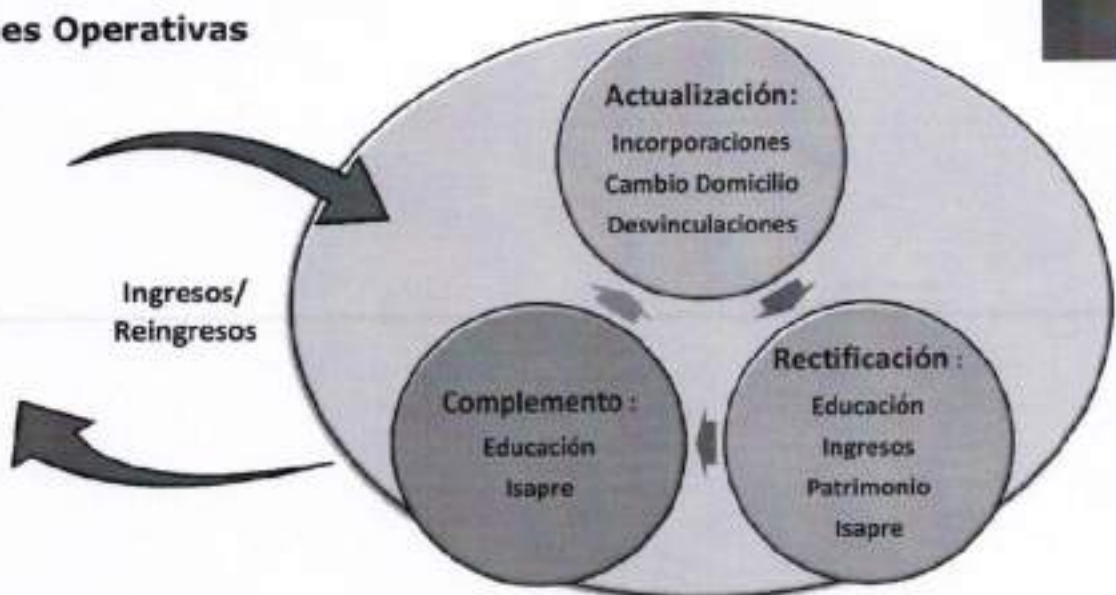 es Operativas
Actualización:
Incorporaciones
Cambio Domicilio
Desvinculaciones
Ingresos/
Reingresos
Complemento :
Educación
Isapre
Rectificación :
Educación
Ingresos
Patrimonio
Isapre